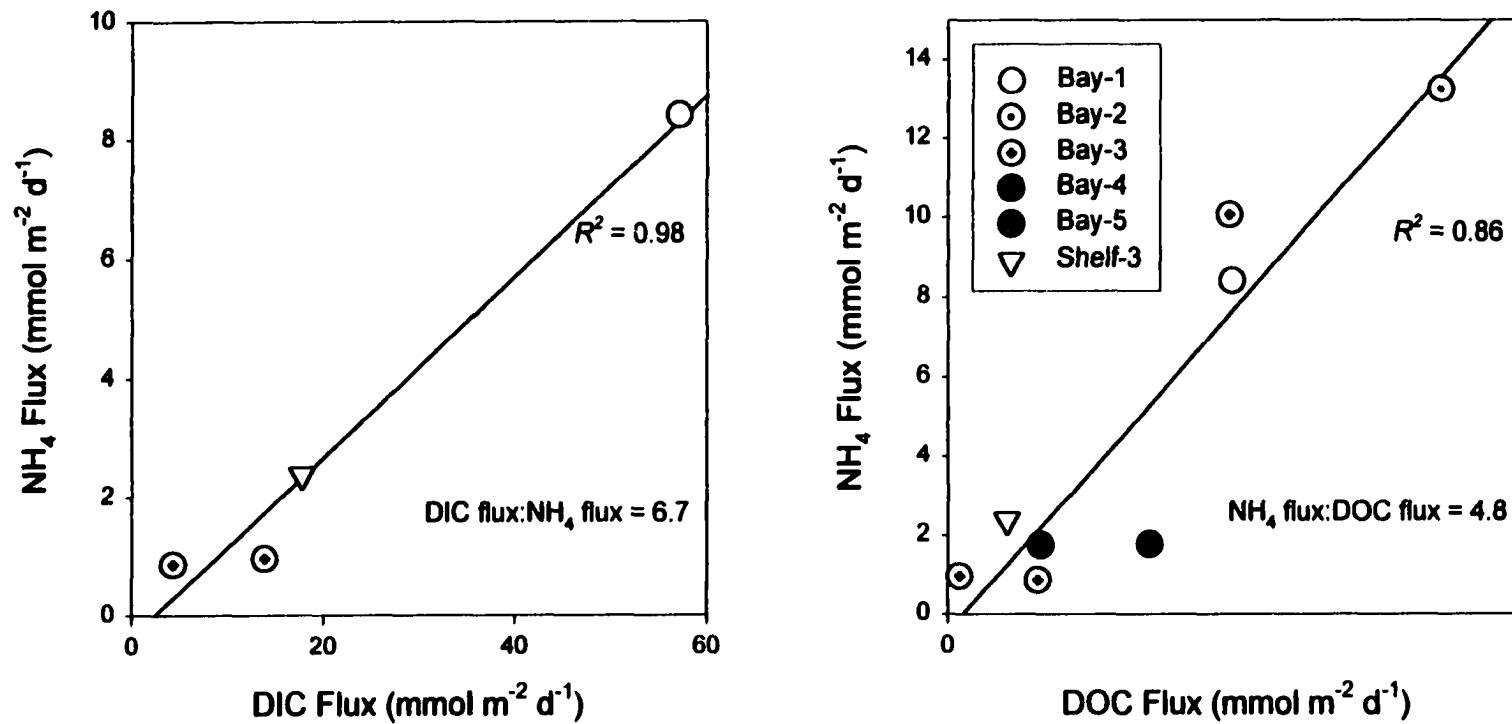 10
8
6
4
2
0
NH4 Flux (mmol m-2 d-1)
R2 = 0.98
DIC flux:NH4 flux = 6.7
0 20 40 60
DIC Flux (mmol m-2 d-1)
14
12
10
8
6
4
2
0
NH4 Flux (mmol m-2 d-1)
Bay-1
Bay-2
Bay-3
Bay-4
Bay-5
Shelf-3
R2 = 0.86
NH4 flux:DOC flux = 4.8
0
DOC Flux (mmol m-2 d-1)